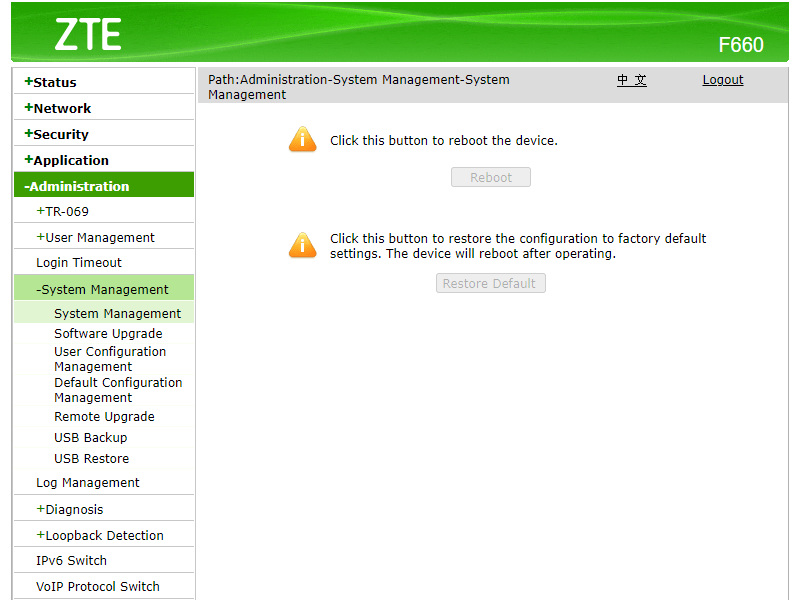 ZTE
F660
+Status
+Network
+Security
+Application
-Administration
+TR-069
+User Management
Login Timeout
-System Management
System Management
Software Upgrade
User Configuration
Management
Default Configuration
Management
Remote Upgrade
USB Backup
USB Restore
Log Management
+Diagnosis
+Loopback Detection
IPv6 Switch
VoIP Protocol Switch
Path:Administration-System Management-System
Management
中 文
Logout
Click this button to reboot the device.
Reboot
Click this button to restore the configuration to factory default
settings. The device will reboot after operating.
Restore Default